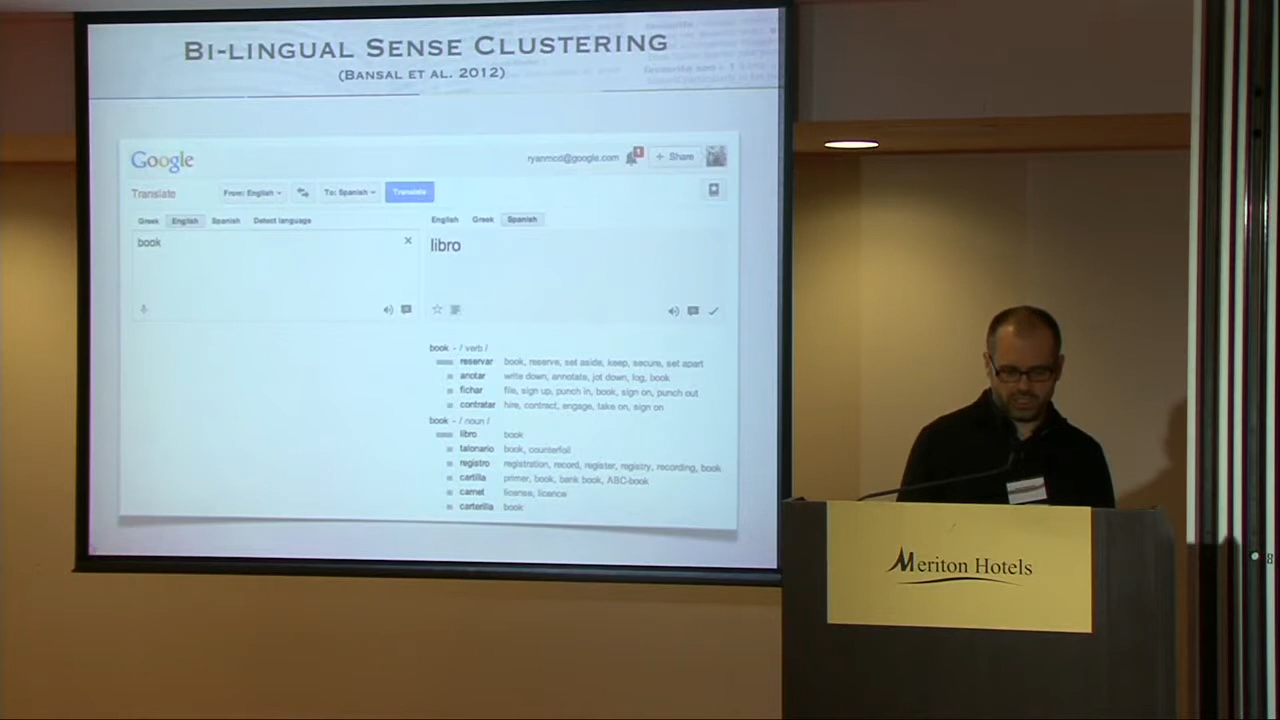 BI-LINGUAL SENSE CLUSTERING
(BANSAL ET AL. 2012)
Google
ryanmcd@google.com
+ Share
Translate
From: English
To: Spanish
Translate
Greek English Spanish Detect language
English Greek Spanish
book
libro
book - / verb /
reservar book, reserve, set aside, keep, secure, set apart
anotar write down, annotate, jot down, log, book
fichar file, sign up, punch in, book, sign on, punch out
contratar hire, contract, engage, take on, sign on
book - / noun /
libro book
talonario book, counterfoil
registro registration, record, register, registry, recording, book
cartilla primer, book, bank book, ABC-book
carnet license, licence
carterilla book
Meriton Hotels